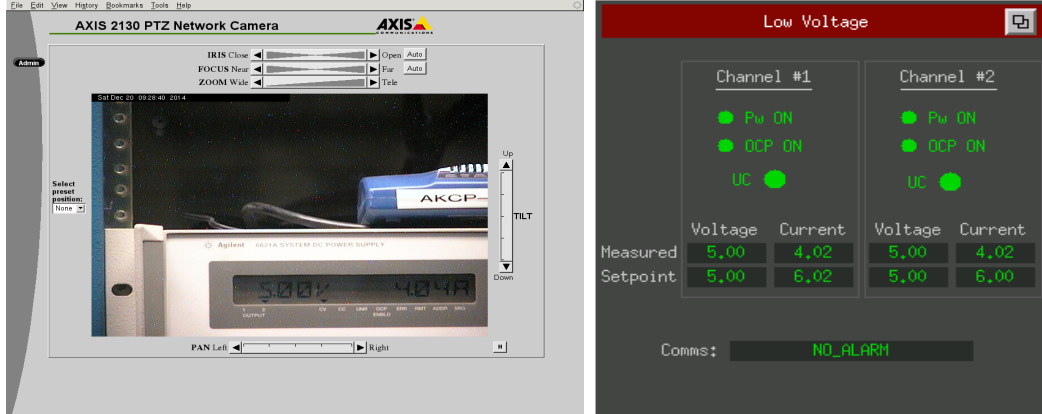 File Edit View History Bookmarks Tools Help
AXIS 2130 PTZ Network Camera
AXIS
COMMUNICATIONS
Admin
IRIS Close Open Auto
FOCUS Near Far Auto
ZOOM Wide Tele
Sat Dec 20 09:28:40 2014
Select
preset
position:
None
AKCP-
Agilent 6621A SYSTEM DC POWER SUPPLY
5.00V 4.04A
1 2 CV CC UNR OCP ERR RMT ADDR SRQ
OUTPUT ENBLD
Up
TILT
Down
PAN Left Right H
Low Voltage
Channel #1 Channel #2
Pw ON Pw ON
OCP ON OCP ON
UC UC
Voltage Current Voltage Current
Measured 5.00 4.02 5.00 4.02
Setpoint 5.00 6.02 5.00 6.00
Comms: NO_ALARM